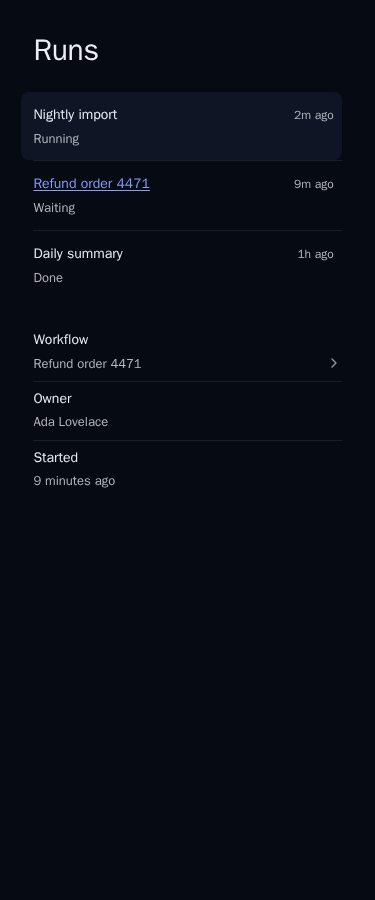 Runs
Nightly import 2m ago
Running
Refund order 4471 9m ago
Waiting
Daily summary 1h ago
Done
Workflow
Refund order 4471
Owner
Ada Lovelace
Started
9 minutes ago